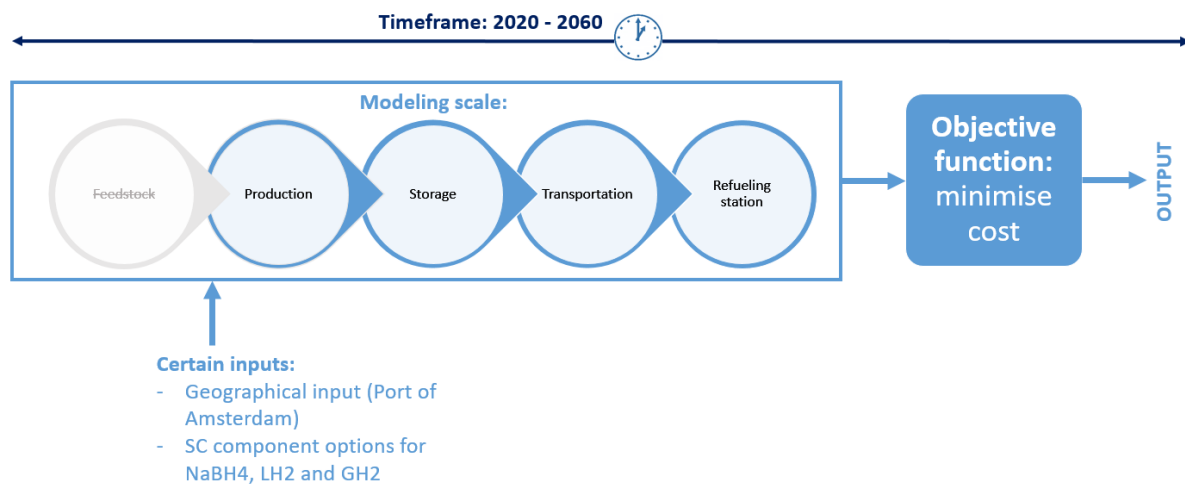 Timeframe: 2020 - 2060
Modeling scale:
Feedstock
Production
Storage
Transportation
Refueling
station
Objective
function:
minimise
cost
OUTPUT
Certain inputs:
- Geographical input (Port of
Amsterdam)
- SC component options for
NaBH4, LH2 and GH2